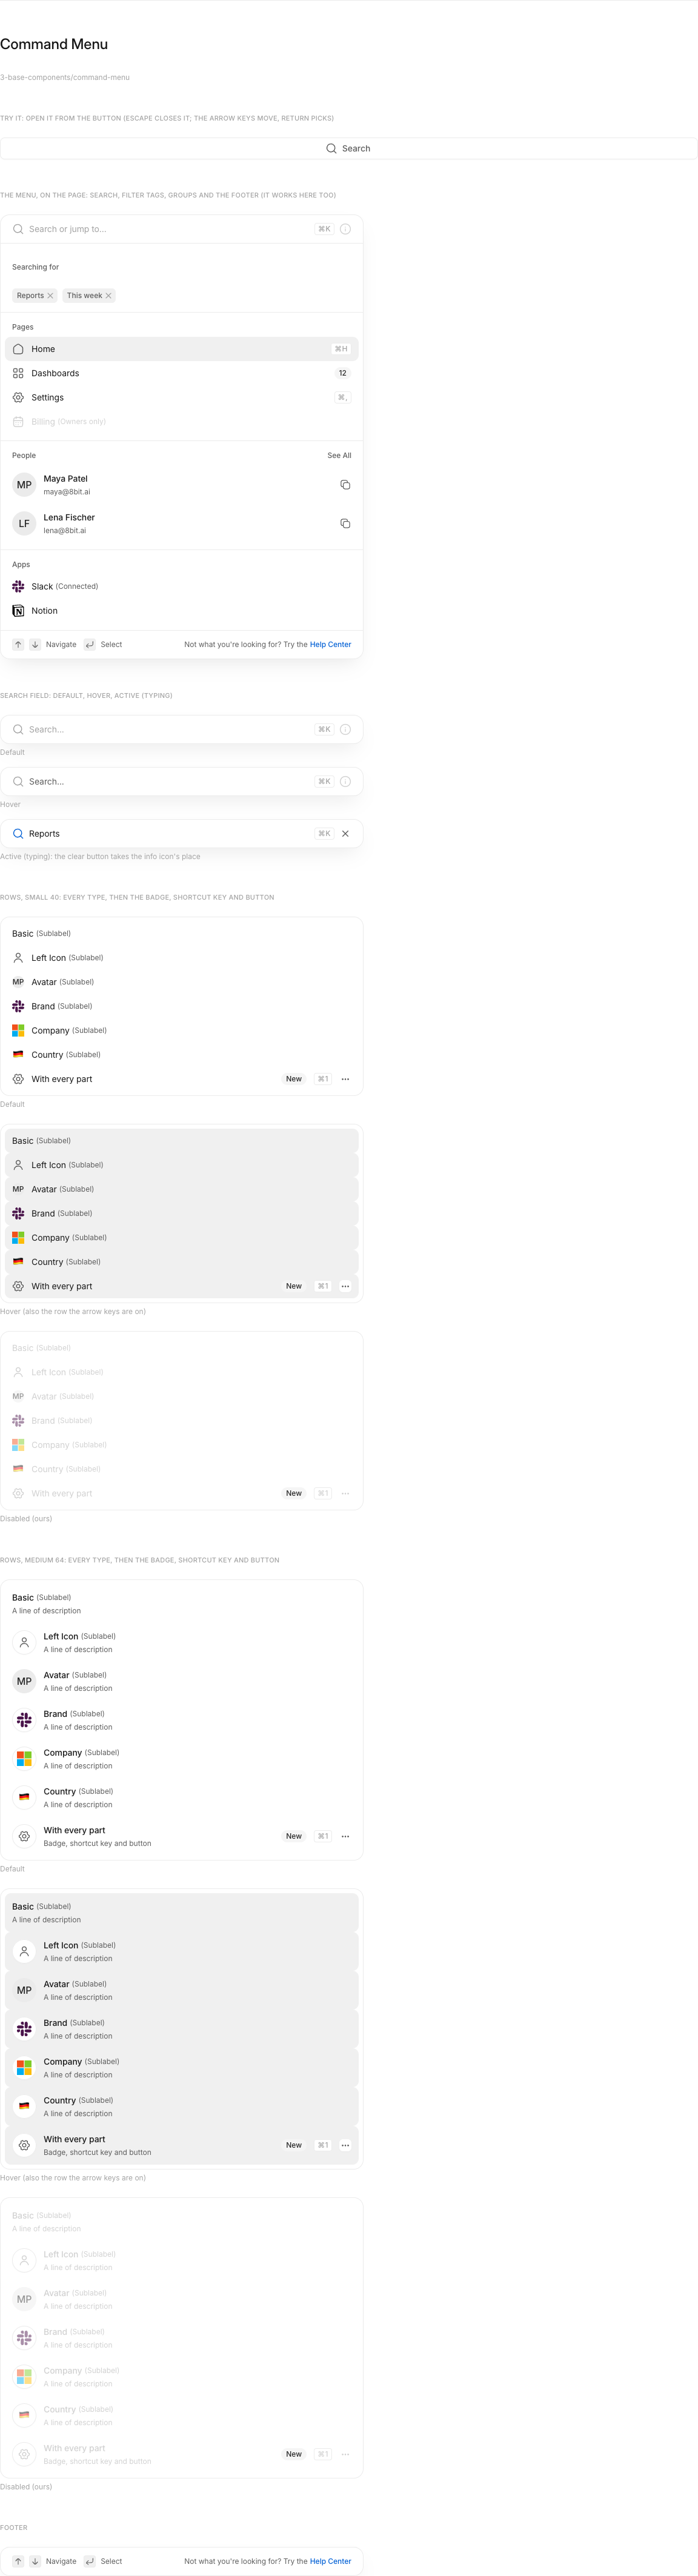 Command Menu
3-base-components/command-menu
TRY IT: OPEN IT FROM THE BUTTON (ESCAPE CLOSES IT; THE ARROW KEYS MOVE, RETURN PICKS)
Search
THE MENU, ON THE PAGE: SEARCH, FILTER TAGS, GROUPS AND THE FOOTER (IT WORKS HERE TOO)
Search or jump to... ⌘K
Searching for
Reports This week
Pages
Home ⌘H
Dashboards 12
Settings ⌘,
Billing (Owners only)
People See All
MP Maya Patel
maya@8bit.ai
LF Lena Fischer
lena@8bit.ai
Apps
Slack (Connected)
Notion
Navigate Select Not what you're looking for? Try the Help Center
SEARCH FIELD: DEFAULT, HOVER, ACTIVE (TYPING)
Search... ⌘K
Default
Search... ⌘K
Hover
Reports ⌘K
Active (typing): the clear button takes the info icon's place
ROWS, SMALL 40: EVERY TYPE, THEN THE BADGE, SHORTCUT KEY AND BUTTON
Basic (Sublabel)
Left Icon (Sublabel)
MP Avatar (Sublabel)
Brand (Sublabel)
Company (Sublabel)
Country (Sublabel)
With every part New ⌘1
Default
Basic (Sublabel)
Left Icon (Sublabel)
MP Avatar (Sublabel)
Brand (Sublabel)
Company (Sublabel)
Country (Sublabel)
With every part New ⌘1
Hover (also the row the arrow keys are on)
Basic (Sublabel)
Left Icon (Sublabel)
MP Avatar (Sublabel)
Brand (Sublabel)
Company (Sublabel)
Country (Sublabel)
With every part New ⌘1
Disabled (ours)
ROWS, MEDIUM 64: EVERY TYPE, THEN THE BADGE, SHORTCUT KEY AND BUTTON
Basic (Sublabel)
A line of description
Left Icon (Sublabel)
A line of description
MP Avatar (Sublabel)
A line of description
Brand (Sublabel)
A line of description
Company (Sublabel)
A line of description
Country (Sublabel)
A line of description
With every part New ⌘1
Badge, shortcut key and button
Default
Basic (Sublabel)
A line of description
Left Icon (Sublabel)
A line of description
MP Avatar (Sublabel)
A line of description
Brand (Sublabel)
A line of description
Company (Sublabel)
A line of description
Country (Sublabel)
A line of description
With every part New ⌘1
Badge, shortcut key and button
Hover (also the row the arrow keys are on)
Basic (Sublabel)
A line of description
Left Icon (Sublabel)
A line of description
MP Avatar (Sublabel)
A line of description
Brand (Sublabel)
A line of description
Company (Sublabel)
A line of description
Country (Sublabel)
A line of description
With every part New ⌘1
Badge, shortcut key and button
Disabled (ours)
FOOTER
Navigate Select Not what you're looking for? Try the Help Center